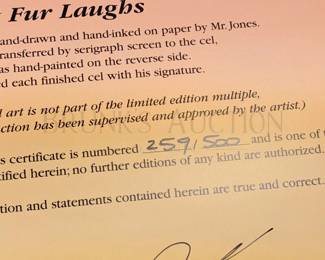 Fur Laughs
and-drawn and hand-inked on paper by Mr. Jones.
ransferred by serigraph screen to the cel,
as hand-painted on the reverse side.
ed each finished cel with his signature.
l art is not part of the limited edition multiple,
ction has been supervised and approved by the artist.)
BRUNKS AUCTION
s certificate is numbered 259/500 and is one of
tified herein; no further editions of any kind are authorized.
tion and statements contained herein are true and correct.